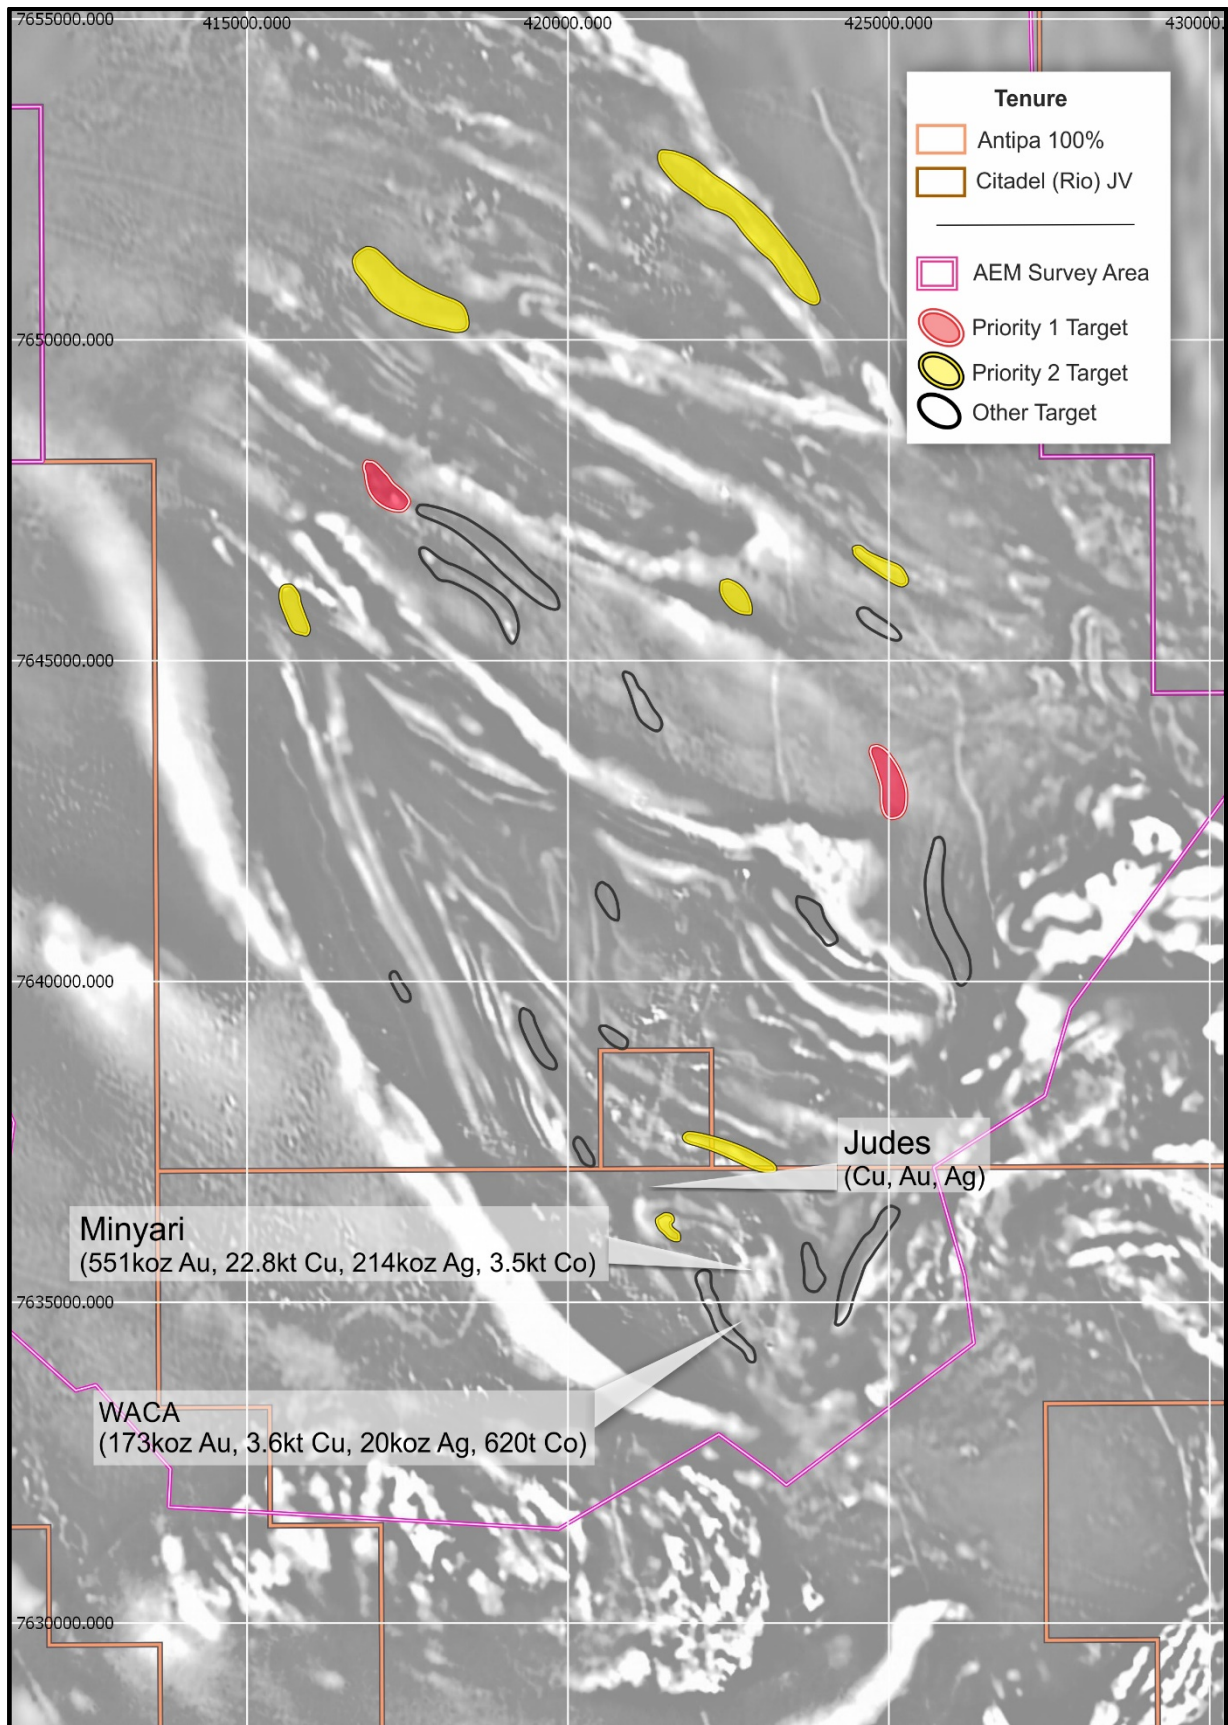 7655000.000
415000.000
420000.000
425000.000
430000.
Tenure
Antipa 100%
Citadel (Rio) JV
AEM Survey Area
Priority 1 Target
Priority 2 Target
Other Target
7650000.000
7645000.000
7640000.000
Judes
(Cu, Au, Ag)
Minyari
(551koz Au, 22.8kt Cu, 214koz Ag, 3.5kt Co)
7635000.000
WACA
(173koz Au, 3.6kt Cu, 20koz Ag, 620t Co)
7630000.000